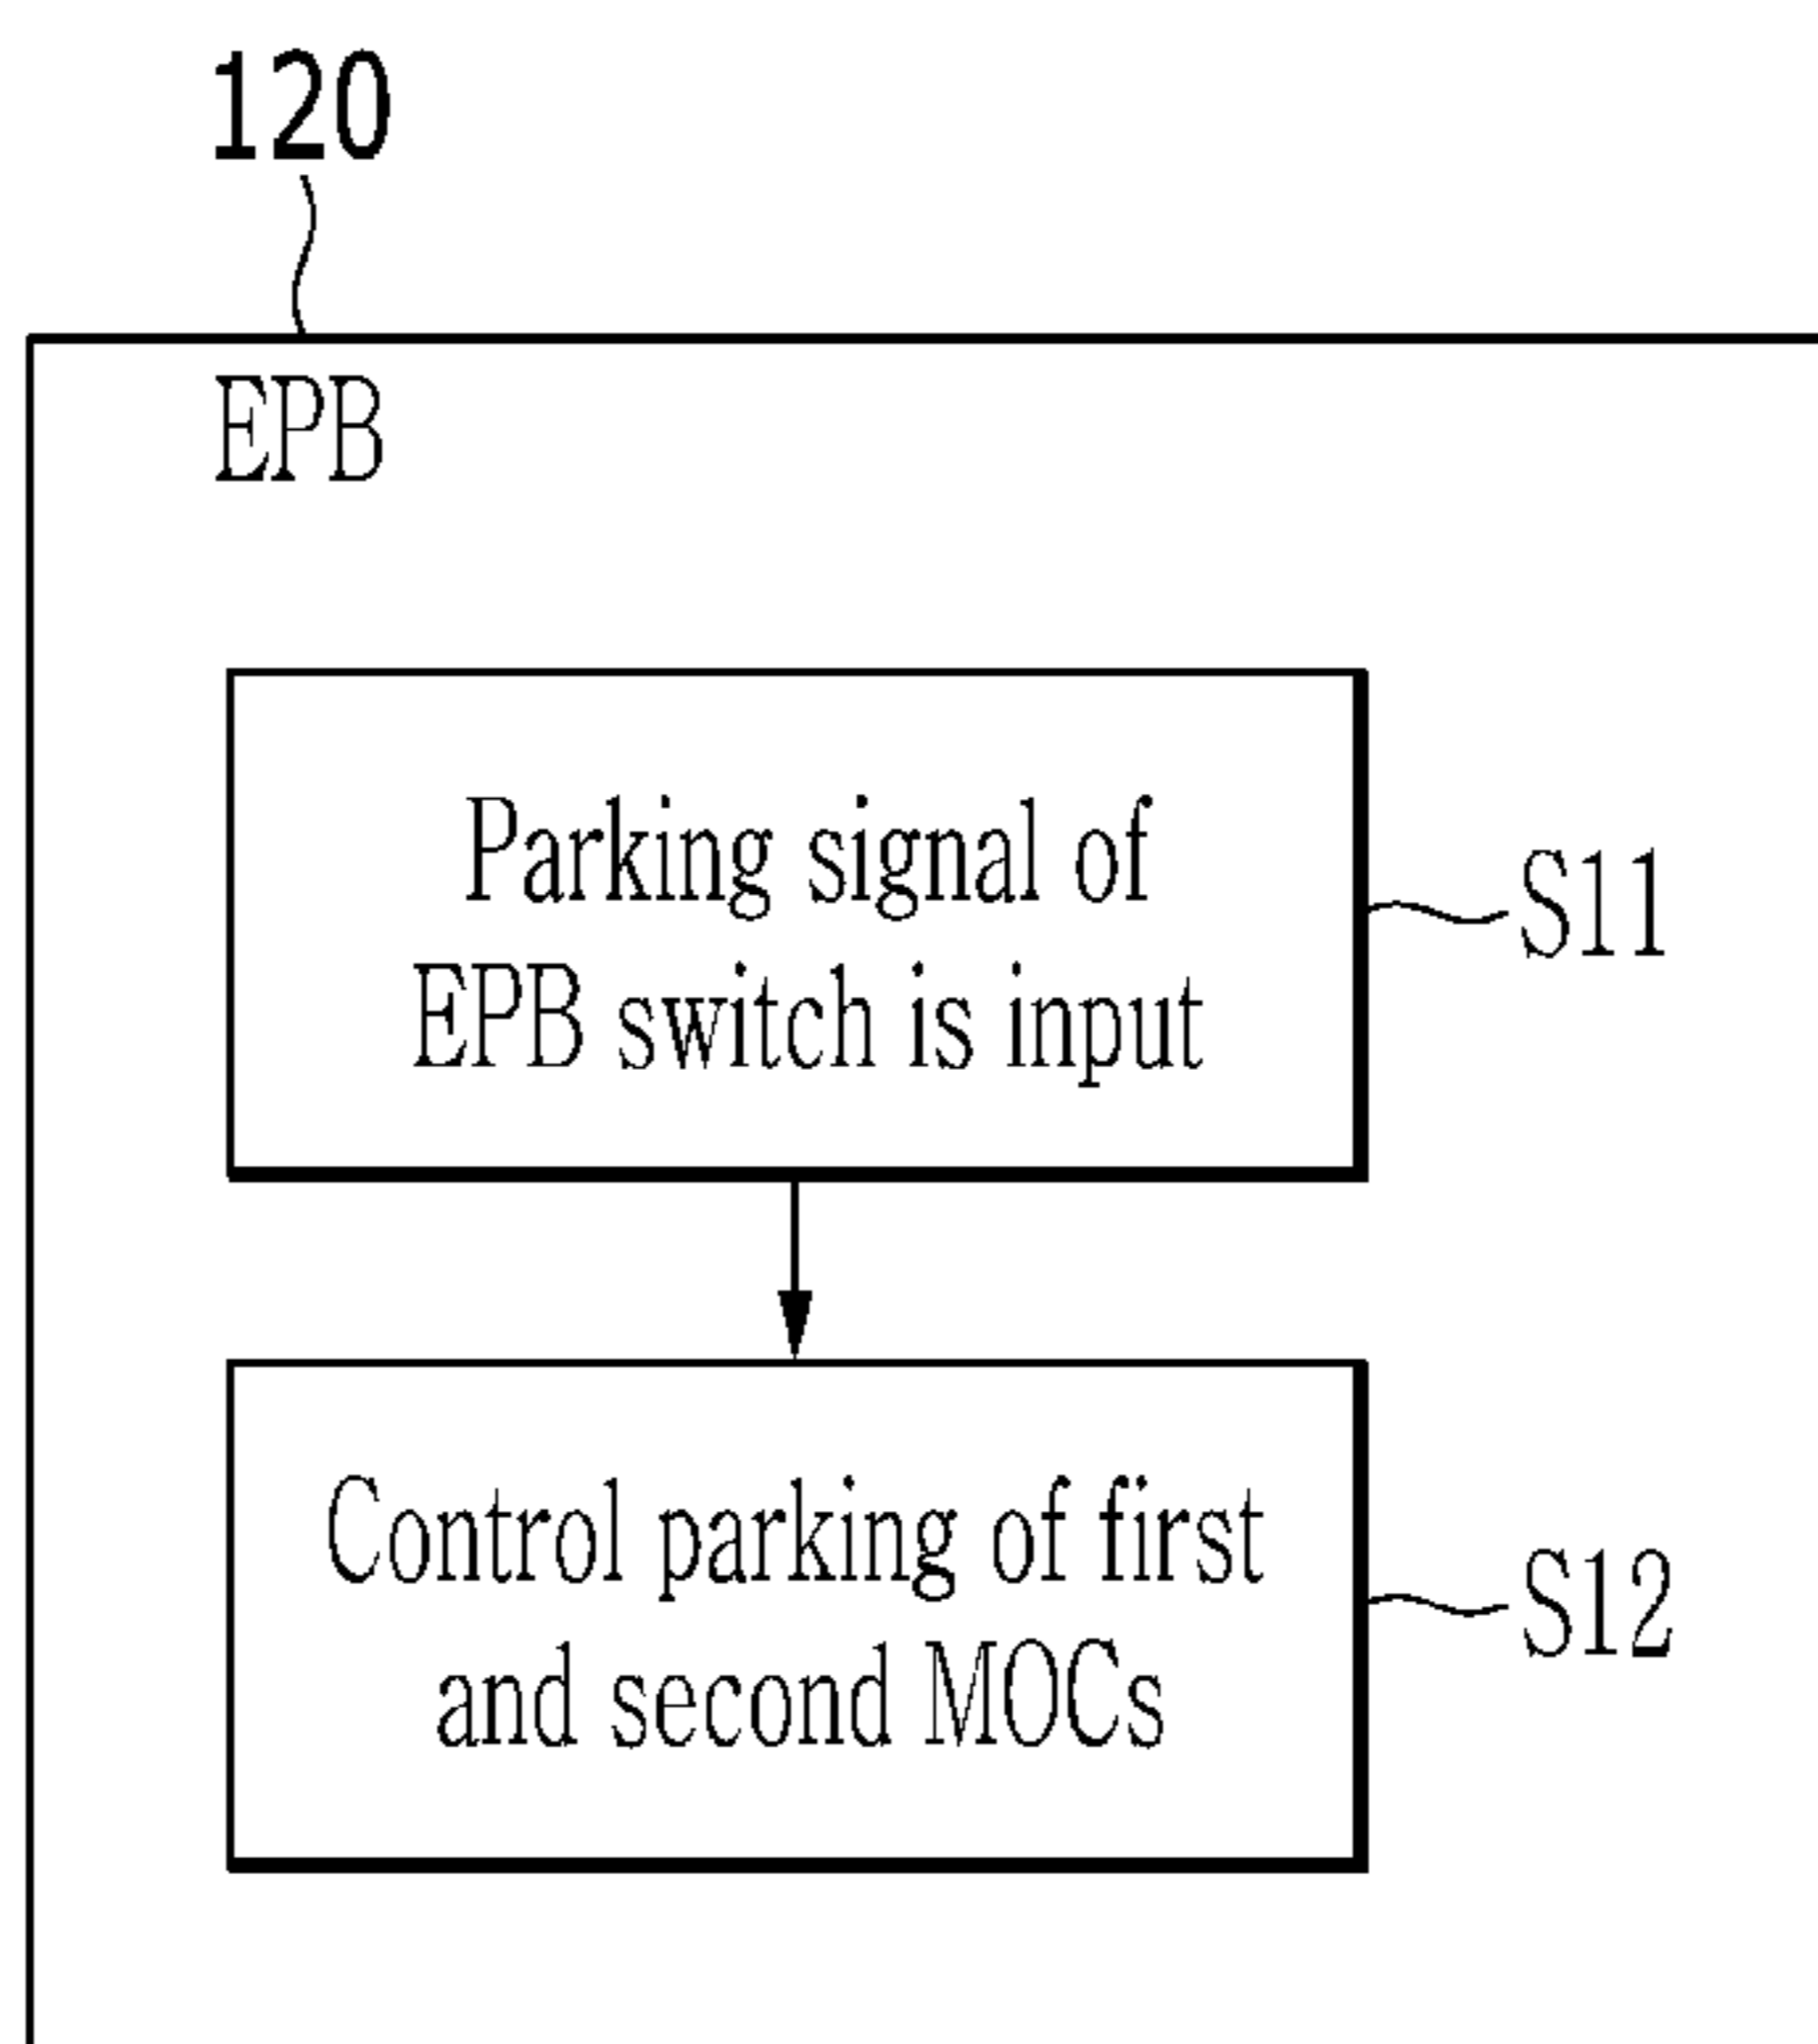 120
EPB
Parking signal of
EPB switch is input
S11
Control parking of first
and second MOCs
S12